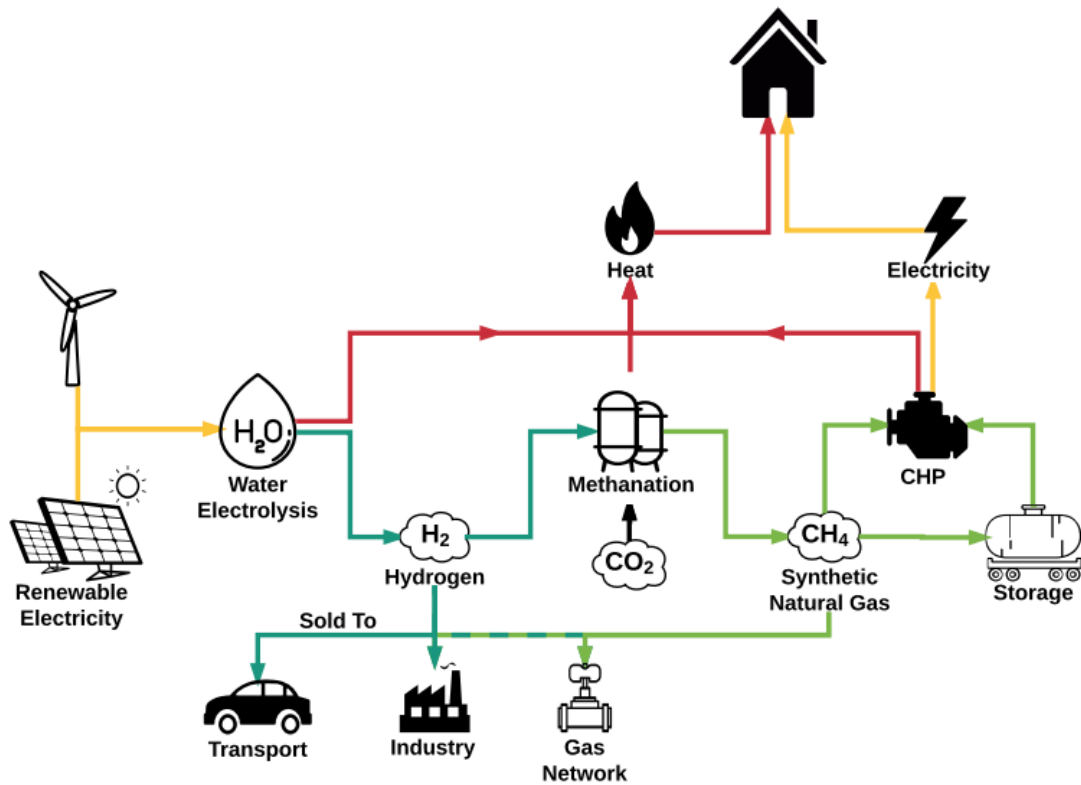 Heat
Electricity
H₂O
Water
Electrolysis
Methanation
CHP
H₂
Hydrogen
CO₂
CH₄
Synthetic
Natural Gas
Storage
Renewable
Electricity
Sold To
Transport
Industry
Gas
Network